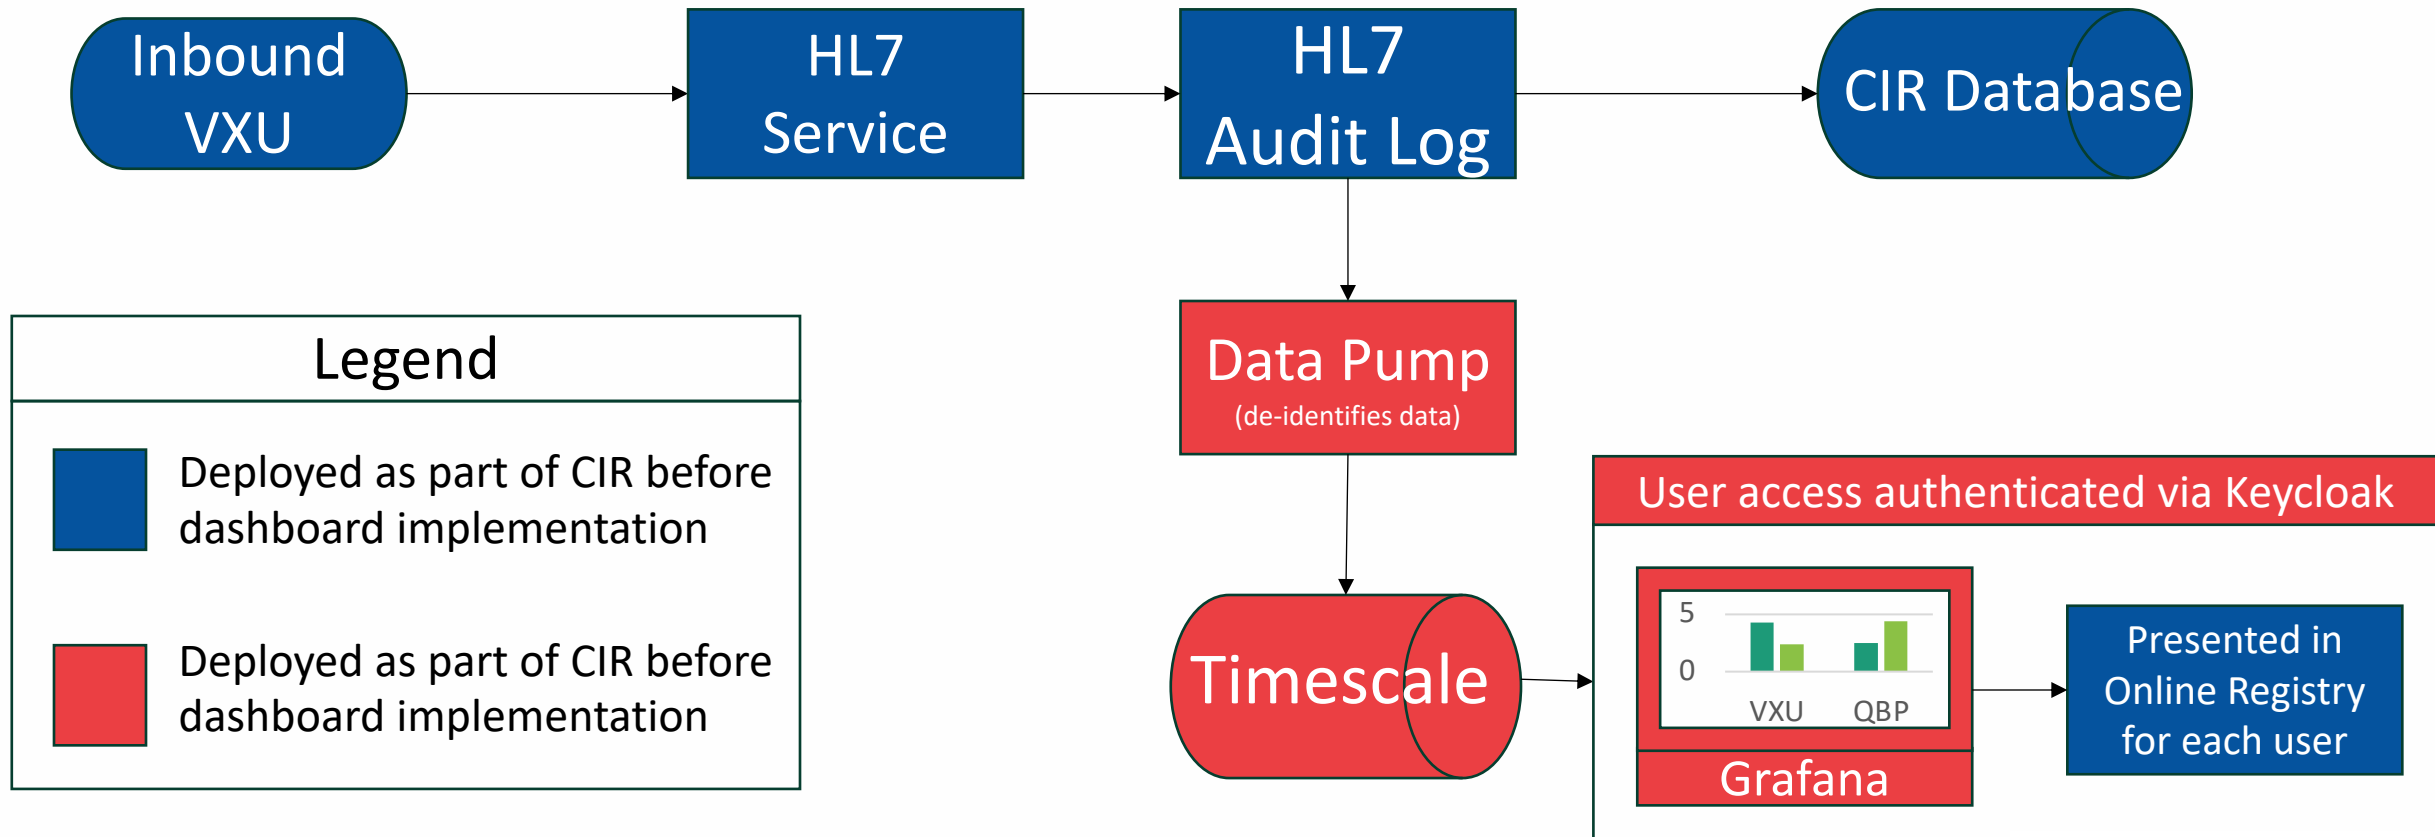 Inbound
VXU
HL7
Service
HL7
Audit Log
CIR Database
Legend
Deployed as part of CIR before
dashboard implementation
Deployed as part of CIR before
dashboard implementation
Data Pump
(de-identifies data)
Timescale
User access authenticated via Keycloak
5
0
VXU QBP
Grafana
Presented in
Online Registry
for each user